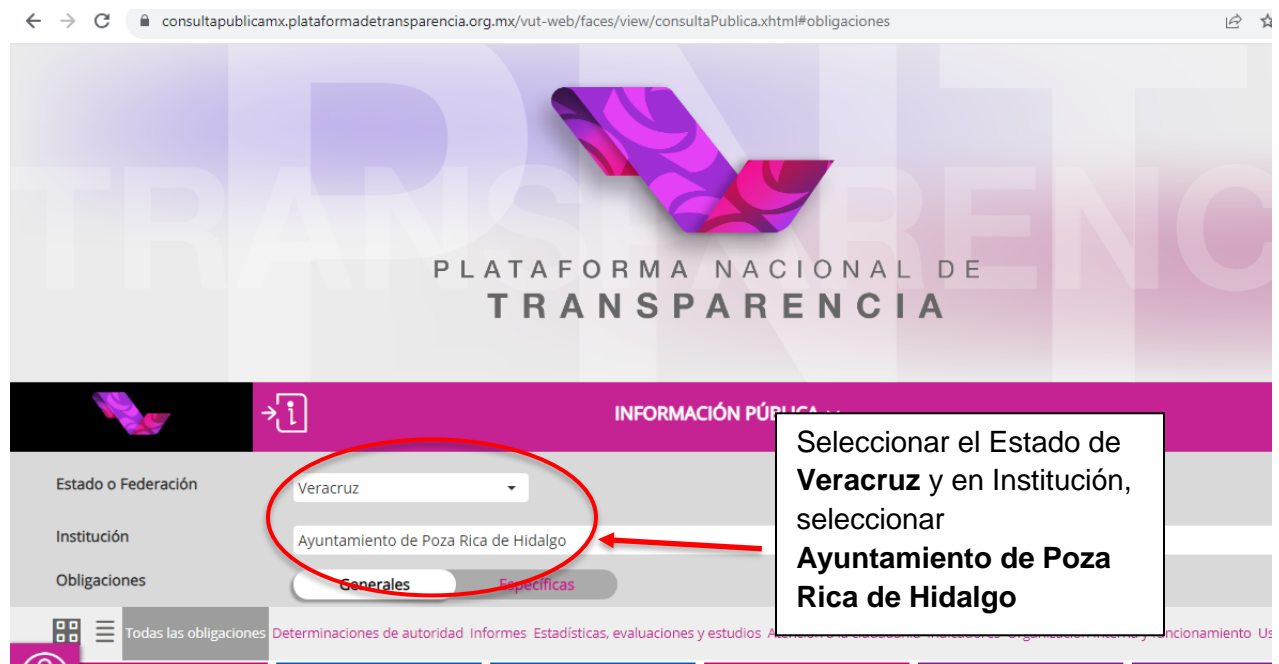 consultapublicamx.plataformadetransparencia.org.mx/vut-web/faces/view/consultaPublica.xhtml#obligaciones
PNT
TRANSPARENC
PLATAFORMA NACIONAL DE
TRANSPARENCIA
INFORMACIÓN PÚBLICA
Estado o Federación
Veracruz
Institución
Ayuntamiento de Poza Rica de Hidalgo
Obligaciones
Generales
Específicas
Seleccionar el Estado de
Veracruz y en Institución,
seleccionar
Ayuntamiento de Poza
Rica de Hidalgo
Todas las obligaciones Determinaciones de autoridad Informes Estadísticas, evaluaciones y estudios